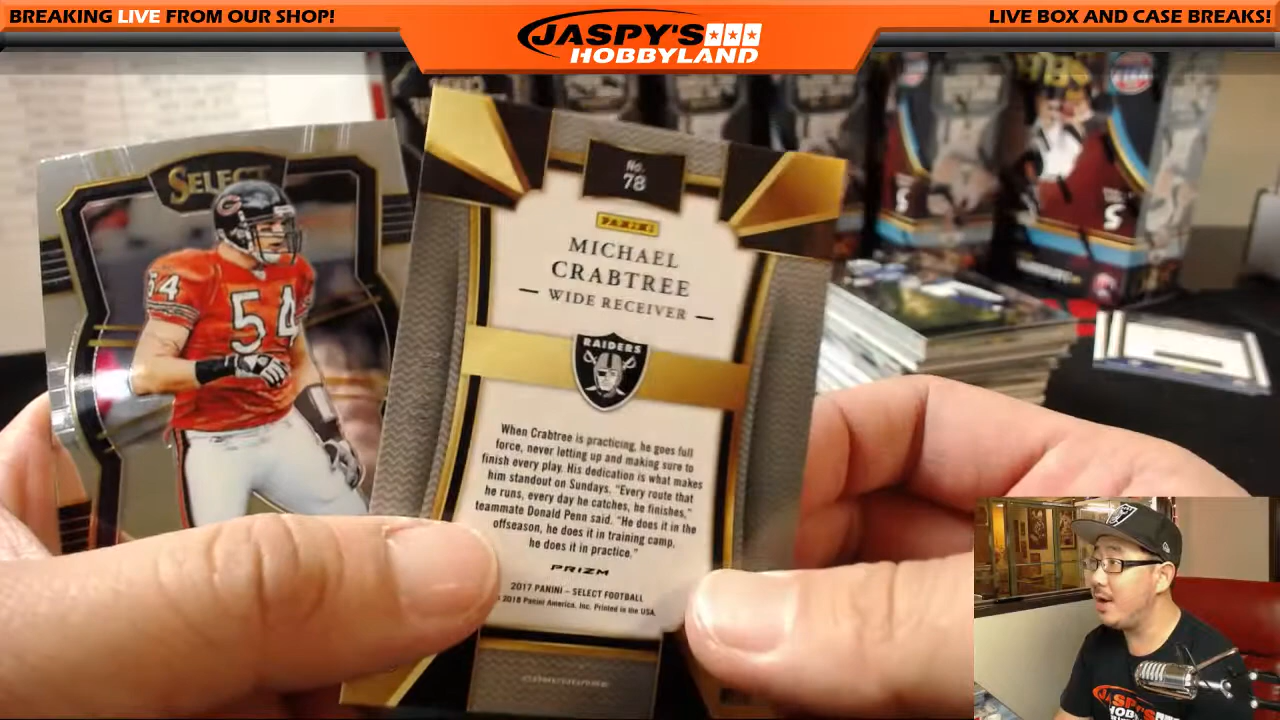 BREAKING LIVE FROM OUR SHOP!
JASPY'S
HOBBYLAND
LIVE BOX AND CASE BREAKS!
SELECT
54
54
No.
78
PANINI
MICHAEL
CRABTREE
— WIDE RECEIVER —
RAIDERS
When Crabtree is practicing, he goes full
force, never letting up and making sure to
finish every play. His dedication is what makes
him standout on Sundays. "Every route that
he runs, every day he catches, he finishes,"
teammate Donald Penn said. "He does it in the
offseason, he does it in training camp,
he does it in practice."
PRIZM
2017 PANINI – SELECT FOOTBALL
2018 Panini America, Inc. Printed in the USA.
JASPY'S
HOBBYLAND